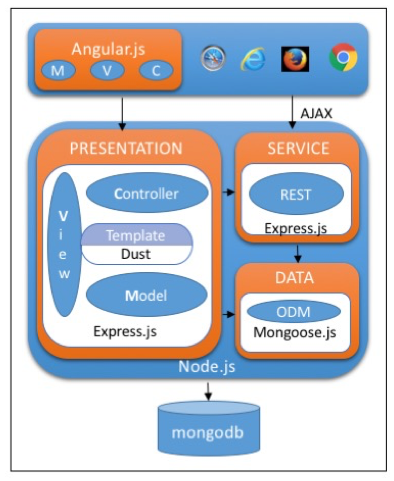 Angular.js
M V C
AJAX
PRESENTATION
View
Controller
Template
Dust
Model
Express.js
SERVICE
REST
Express.js
DATA
ODM
Mongoose.js
Node.js
mongodb